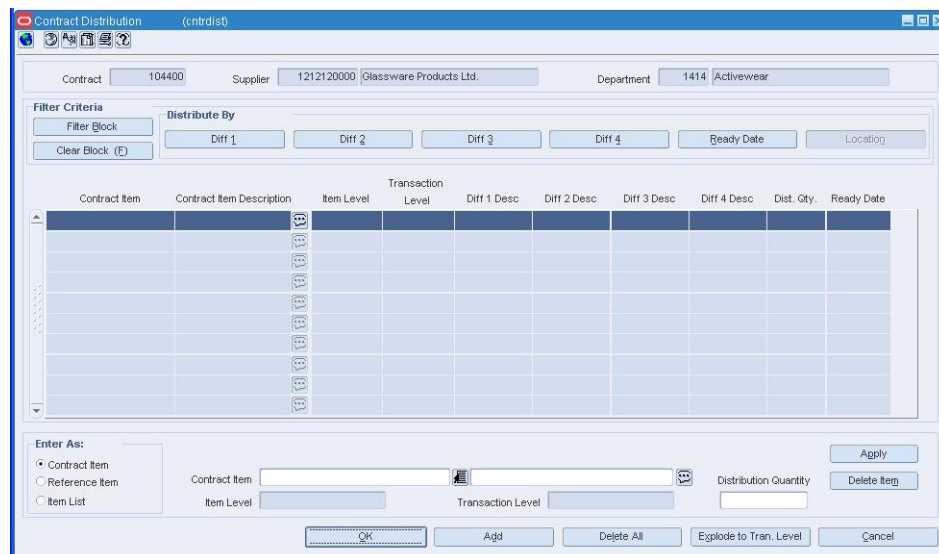 Contract Distribution (cntrdist)
Contract 104400 Supplier 1212120000 Glassware Products Ltd. Department 1414 Activewear
Filter Criteria
Distribute By
Filter Block
Diff 1 Diff 2 Diff 3 Diff 4 Ready Date Location
Clear Block (F)
Transaction
Contract Item Contract Item Description Item Level Level Diff 1 Desc Diff 2 Desc Diff 3 Desc Diff 4 Desc Dist. Qty. Ready Date
Enter As:
Contract Item
Reference Item
Item List
Contract Item
Item Level Transaction Level
Distribution Quantity
Apply
Delete Item
OK Add Delete All Explode to Tran. Level Cancel